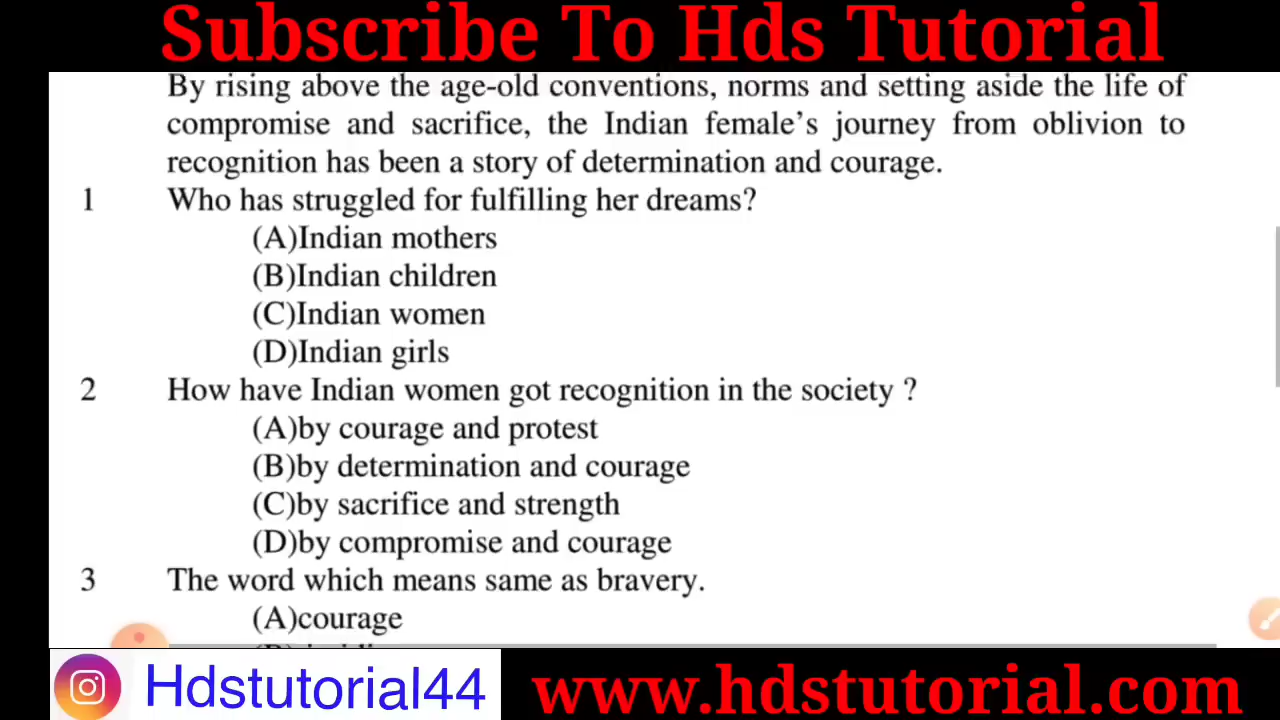 Subscribe To Hds Tutorial
By rising above the age-old conventions, norms and setting aside the life of
compromise and sacrifice, the Indian female's journey from oblivion to
recognition has been a story of determination and courage.
1 Who has struggled for fulfilling her dreams?
(A)Indian mothers
(B)Indian children
(C)Indian women
(D)Indian girls
2 How have Indian women got recognition in the society ?
(A)by courage and protest
(B)by determination and courage
(C)by sacrifice and strength
(D)by compromise and courage
3 The word which means same as bravery.
(A)courage
Hdstutorial44 www.hdstutorial.com